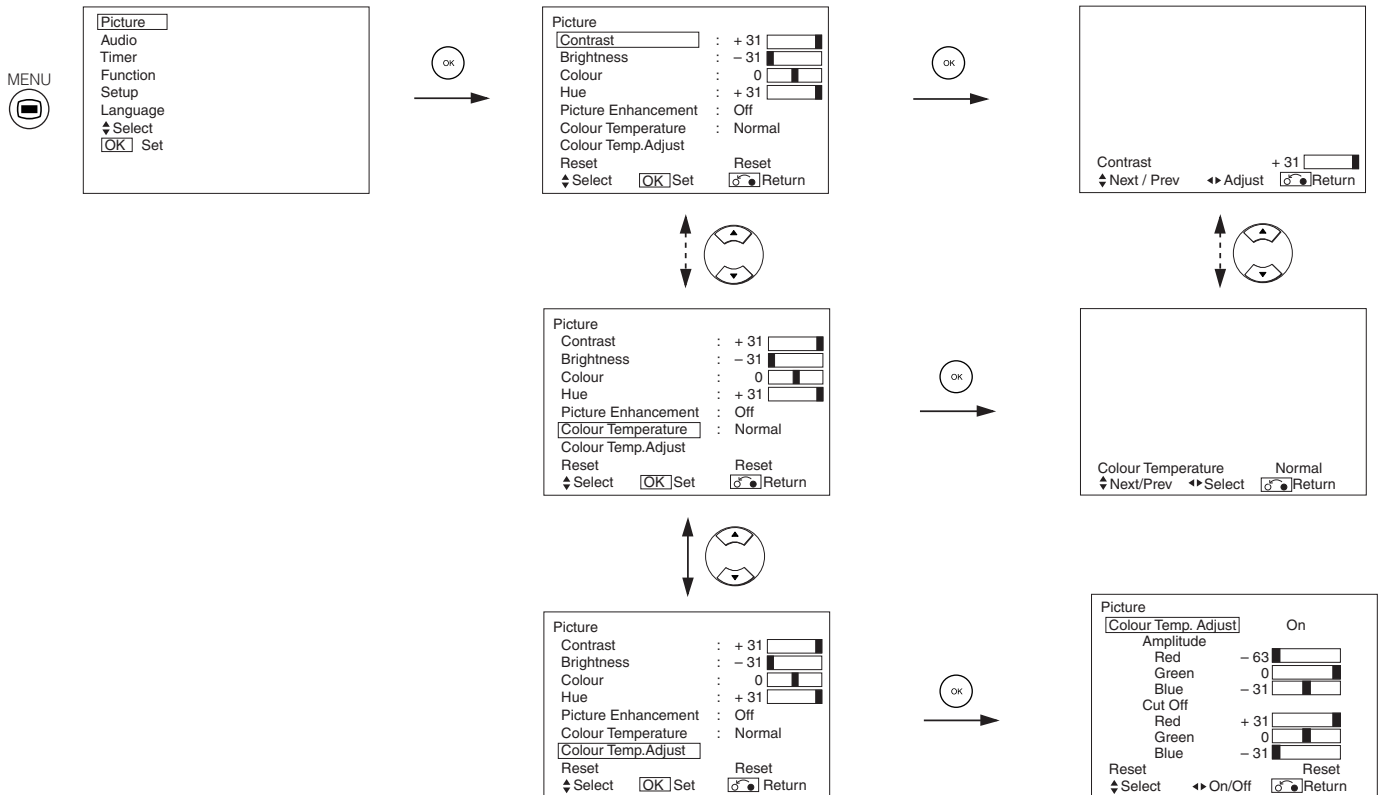 MENU
Picture
Audio
Timer
Function
Setup
Language
Select
OK Set
OK
Picture
Contrast : + 31
Brightness : – 31
Colour : 0
Hue : + 31
Picture Enhancement : Off
Colour Temperature : Normal
Colour Temp.Adjust
Reset Reset
Select OK Set Return
OK
Contrast + 31
Next / Prev Adjust Return
Picture
Contrast : + 31
Brightness : – 31
Colour : 0
Hue : + 31
Picture Enhancement : Off
Colour Temperature : Normal
Colour Temp.Adjust
Reset Reset
Select OK Set Return
OK
Colour Temperature Normal
Next/Prev Select Return
Picture
Contrast : + 31
Brightness : – 31
Colour : 0
Hue : + 31
Picture Enhancement : Off
Colour Temperature : Normal
Colour Temp.Adjust
Reset Reset
Select OK Set Return
OK
Picture
Colour Temp. Adjust On
Amplitude
Red – 63
Green 0
Blue – 31
Cut Off
Red + 31
Green 0
Blue – 31
Reset Reset
Select On/Off Return